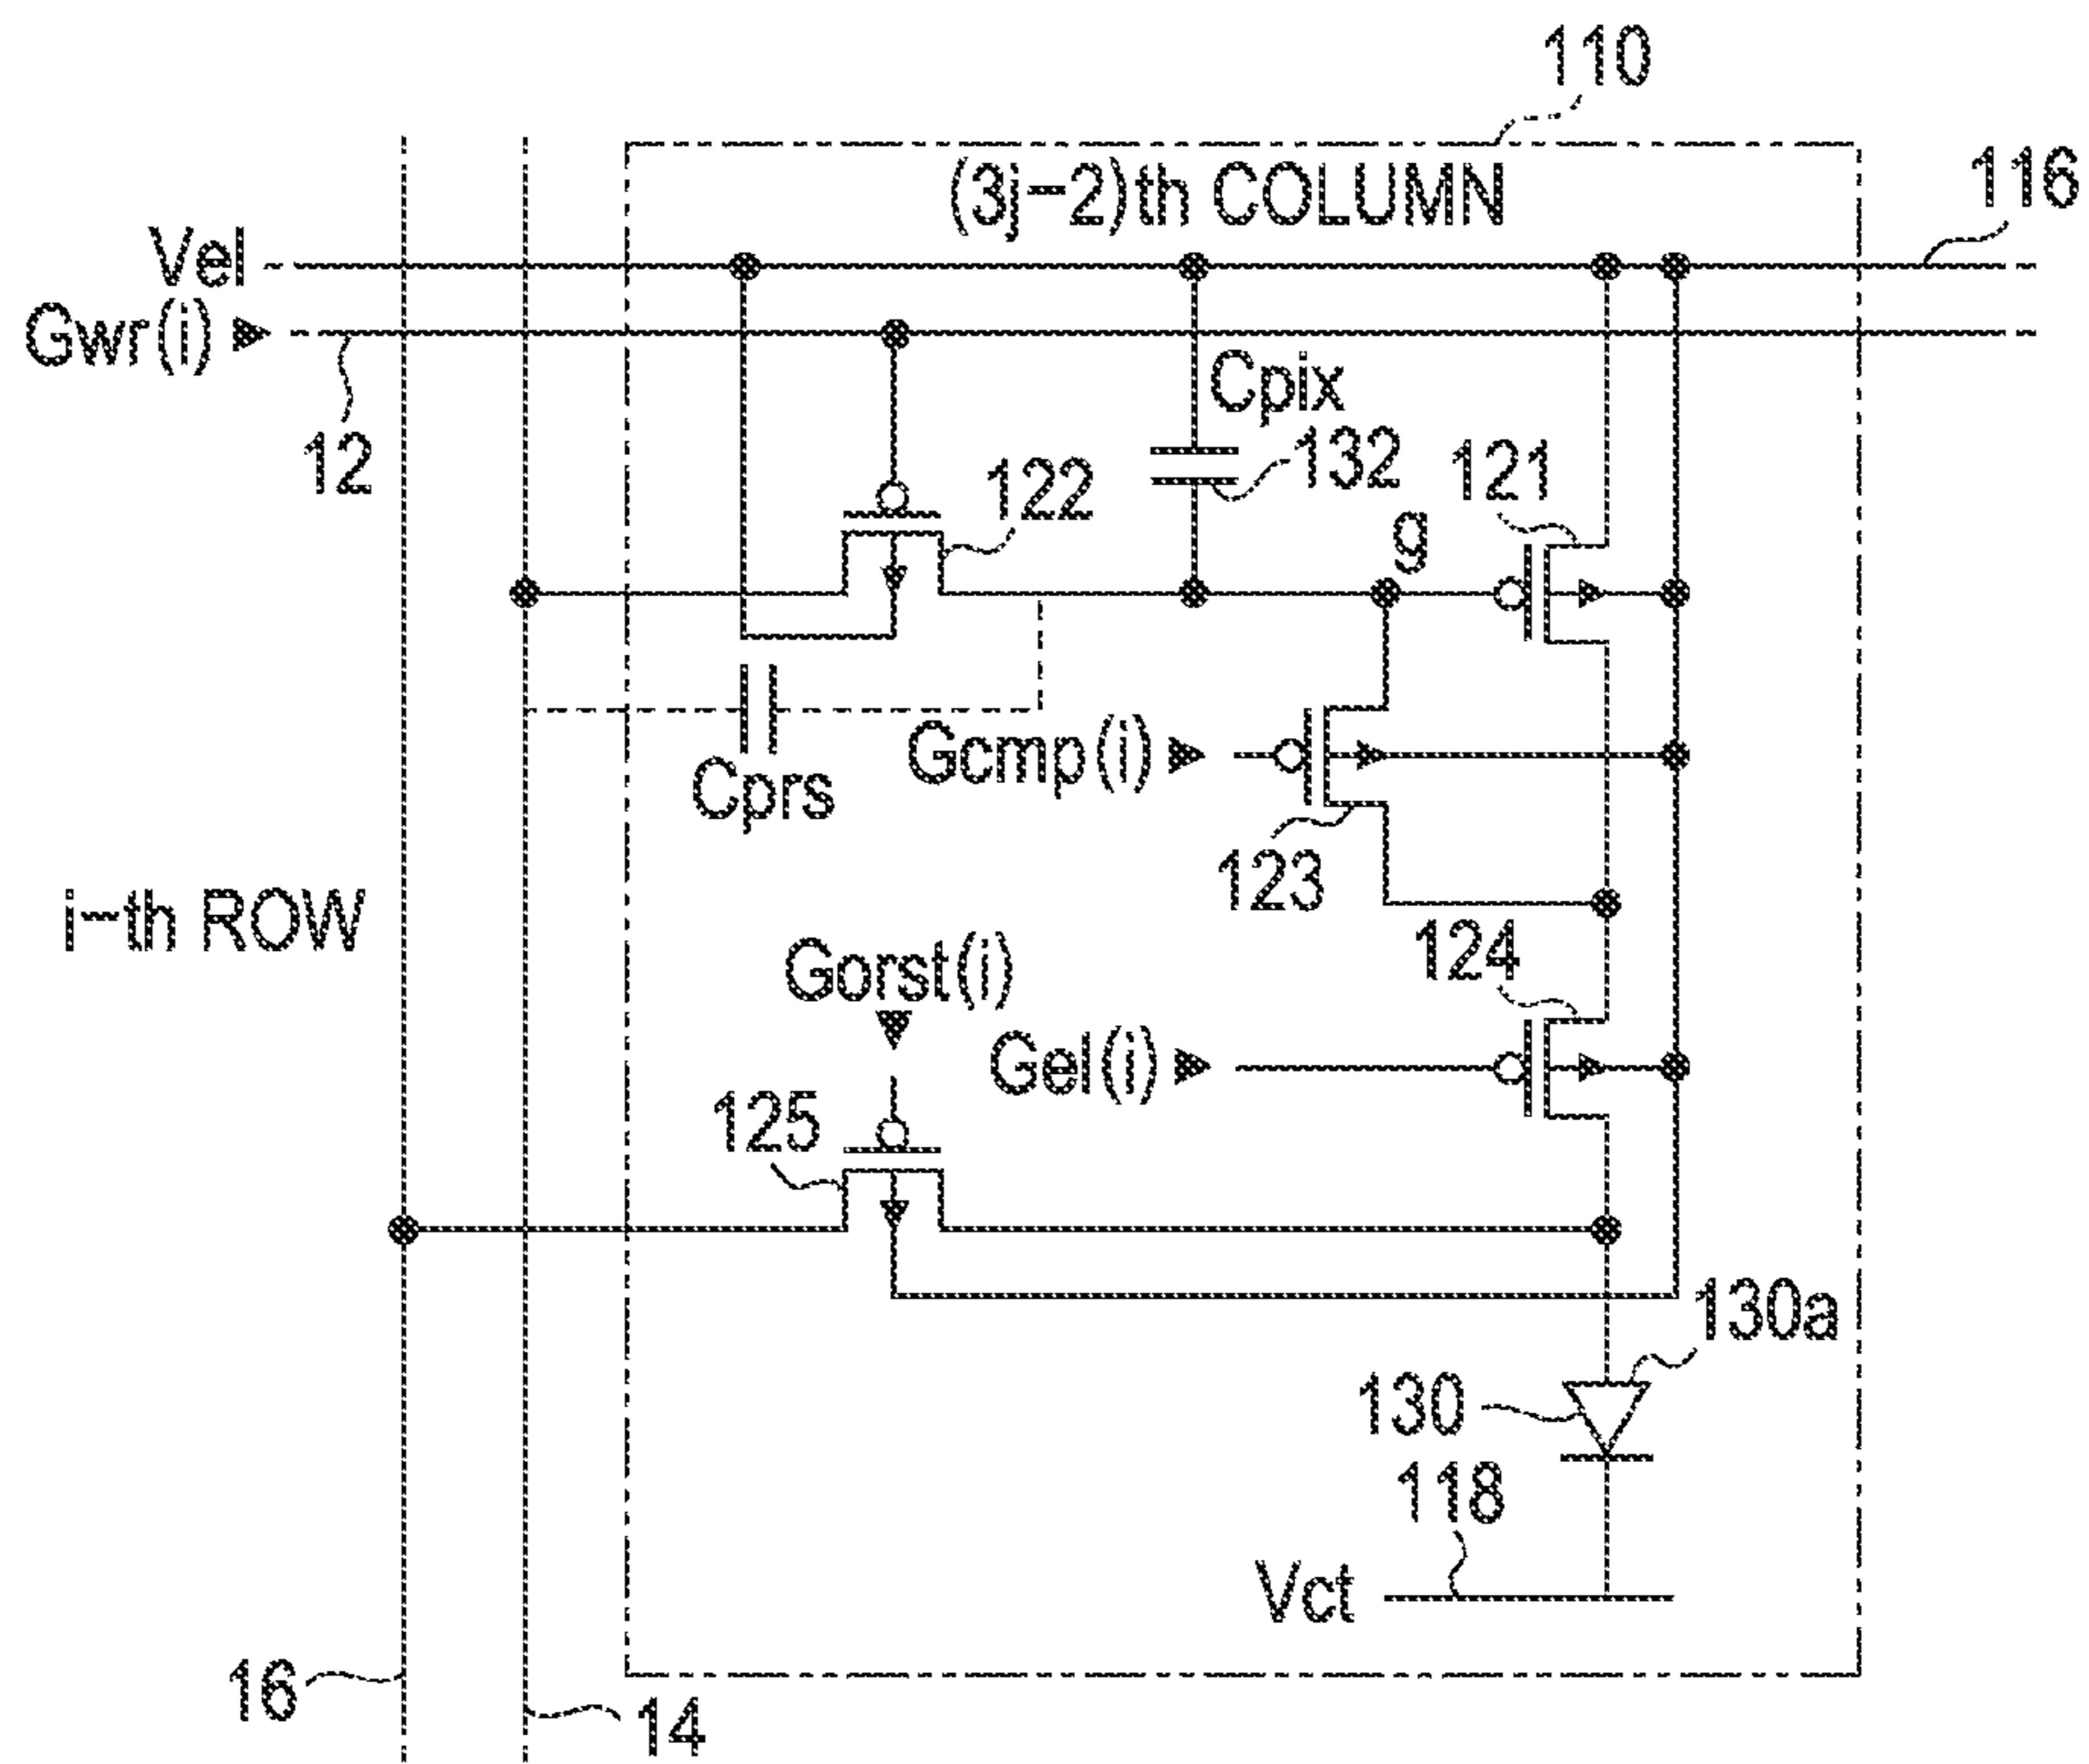 110
(3j-2)th COLUMN
116
Vel
Gwr(i)
12
Cpix
132
121
122
g
Gcmp(i)
Cprs
123
i-th ROW
124
Gorst(i)
Gel(i)
125
130a
130
118
Vct
16
14